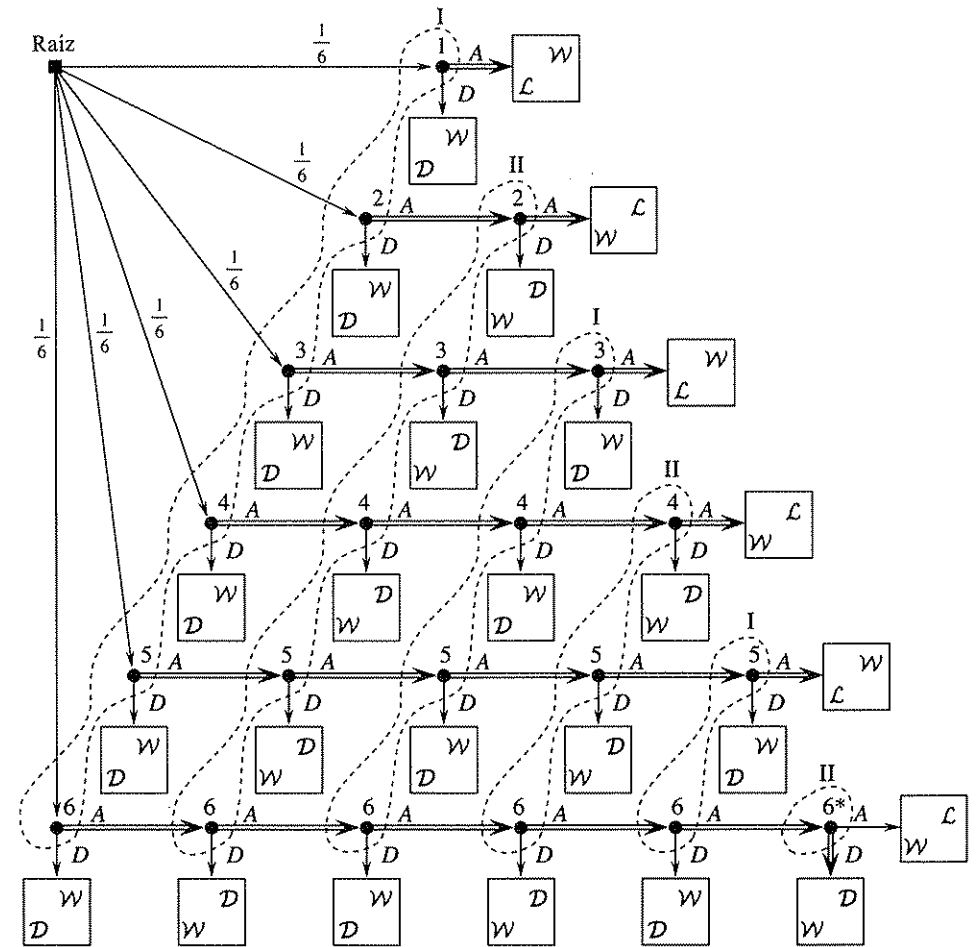 I
Raíz
1/6
1 A
W
L
D
W
D
II
1/6
2 A 2 A
L
W
D D
W D
D W
1/6
I
3 A 3 A 3 A
W
L
D D D
W D W
D W D
1/6 1/6 1/6
II
4 A 4 A 4 A 4 A
L
W
D D D D
W D W D
D W D W
I
5 A 5 A 5 A 5 A 5 A
W
L
D D D D D
W D W D W
D W D W D
II
6 A 6 A 6 A 6 A 6 A 6* A
L
W
D D D D D D
W D W D W D
D W D W D W